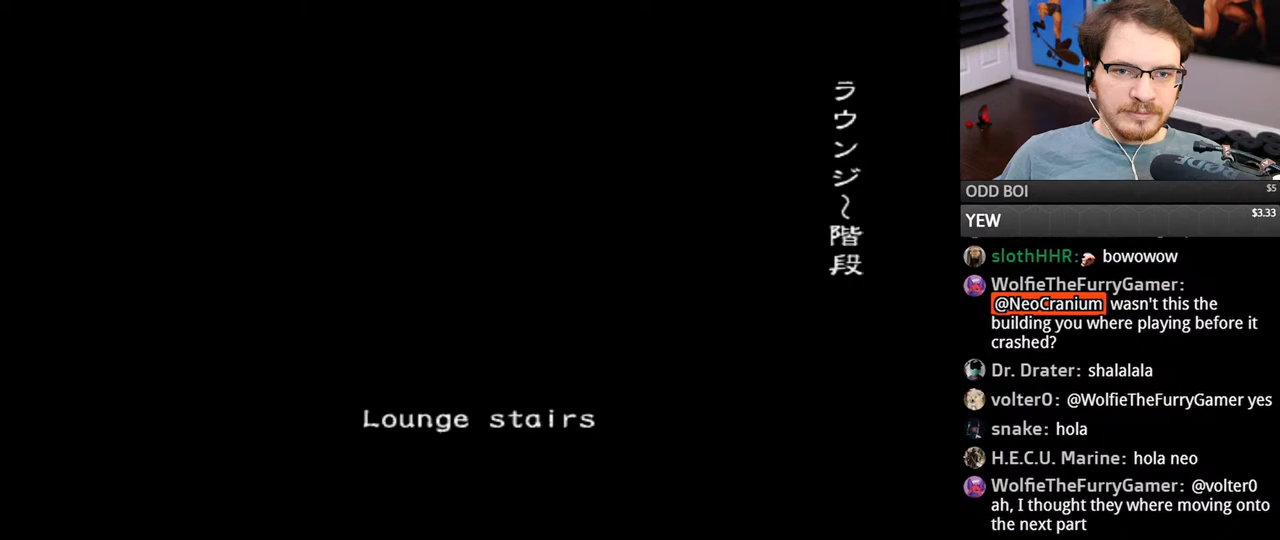 ラウンジ~階段
Lounge stairs
ODD BOI $5
YEW $3.33
slothHHR: bowowow
WolfieTheFurryGamer:
@NeoCranium wasn't this the
building you where playing before it
crashed?
Dr. Drater: shalalala
volter0: @WolfieTheFurryGamer yes
snake: hola
H.E.C.U. Marine: hola neo
WolfieTheFurryGamer: @volter0
ah, I thought they where moving onto
the next part